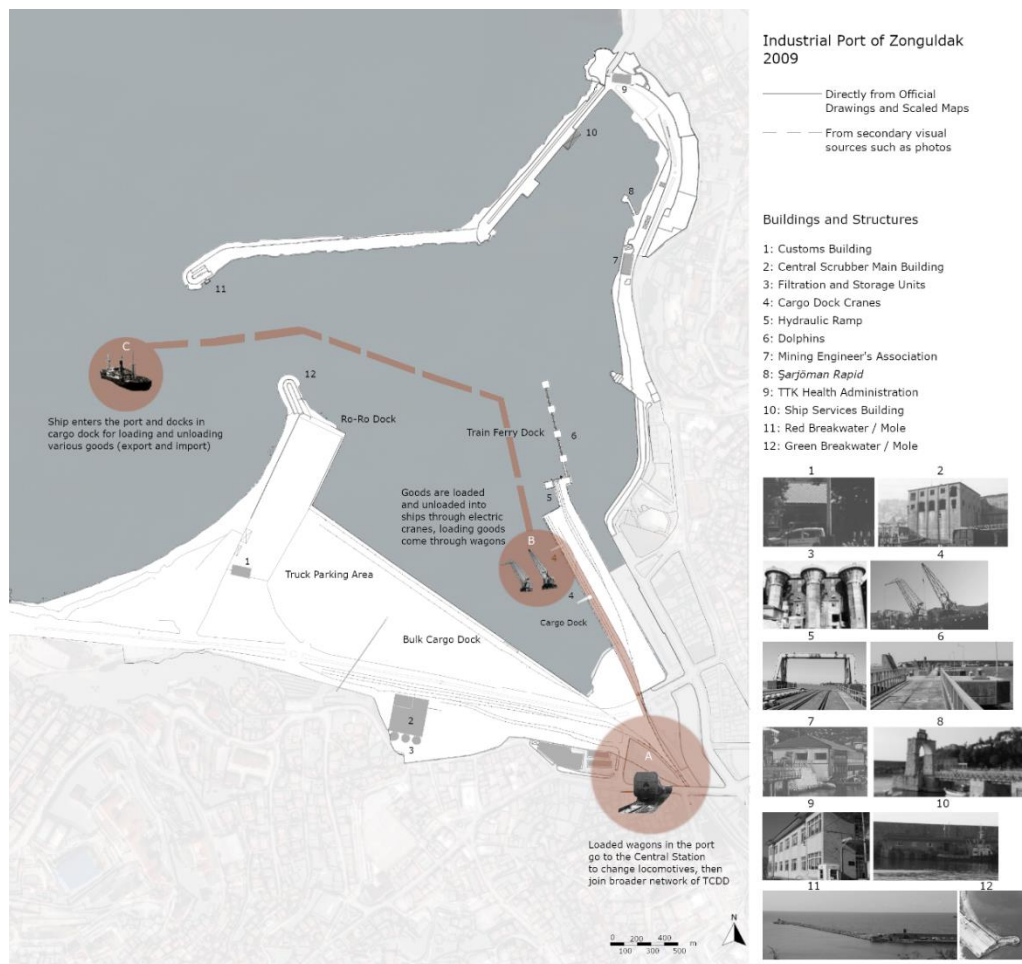 Industrial Port of Zonguldak
2009
Directly from Official
Drawings and Scaled Maps
From secondary visual
sources such as photos
Buildings and Structures
1: Customs Building
2: Central Scrubber Main Building
3: Filtration and Storage Units
4: Cargo Dock Cranes
5: Hydraulic Ramp
6: Dolphins
7: Mining Engineer's Association
8: Şarjöman Rapid
9: TTK Health Administration
10: Ship Services Building
11: Red Breakwater / Mole
12: Green Breakwater / Mole
1
2
3
4
5
6
7
8
9
10
11
12
9
10
8
7
11
C
Ship enters the port and docks in
cargo dock for loading and unloading
various goods (export and import)
12
Ro-Ro Dock
Train Ferry Dock
6
5
Goods are loaded
and unloaded into
ships through electric
cranes, loading goods
come through wagons
B
4
4
Cargo Dock
1
Truck Parking Area
Bulk Cargo Dock
2
3
A
Loaded wagons in the port
go to the Central Station
to change locomotives, then
join broader network of TCDD
N
0 200 400 m
100 300 500